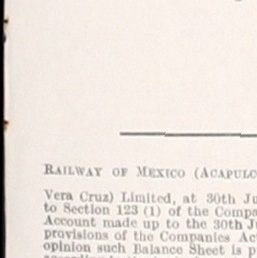 RAILWAY OF MEXICO (ACAPULC
Vera Cruz) Limited, at 30th Ju
to Section 123 (1) of the Compa
Account made up to the 30th J
provisions of the Companies Ac
opinion such Balance Sheet is p